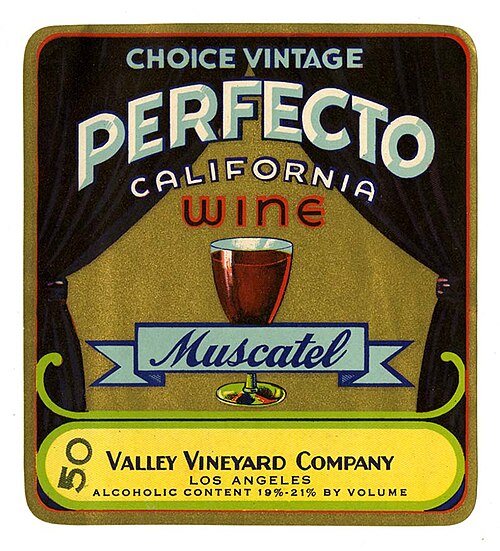 CHOICE VINTAGE
PERFECTO
CALIFORNIA
WINE
Muscatel
50
VALLEY VINEYARD COMPANY
LOS ANGELES
ALCOHOLIC CONTENT 19%-21% BY VOLUME